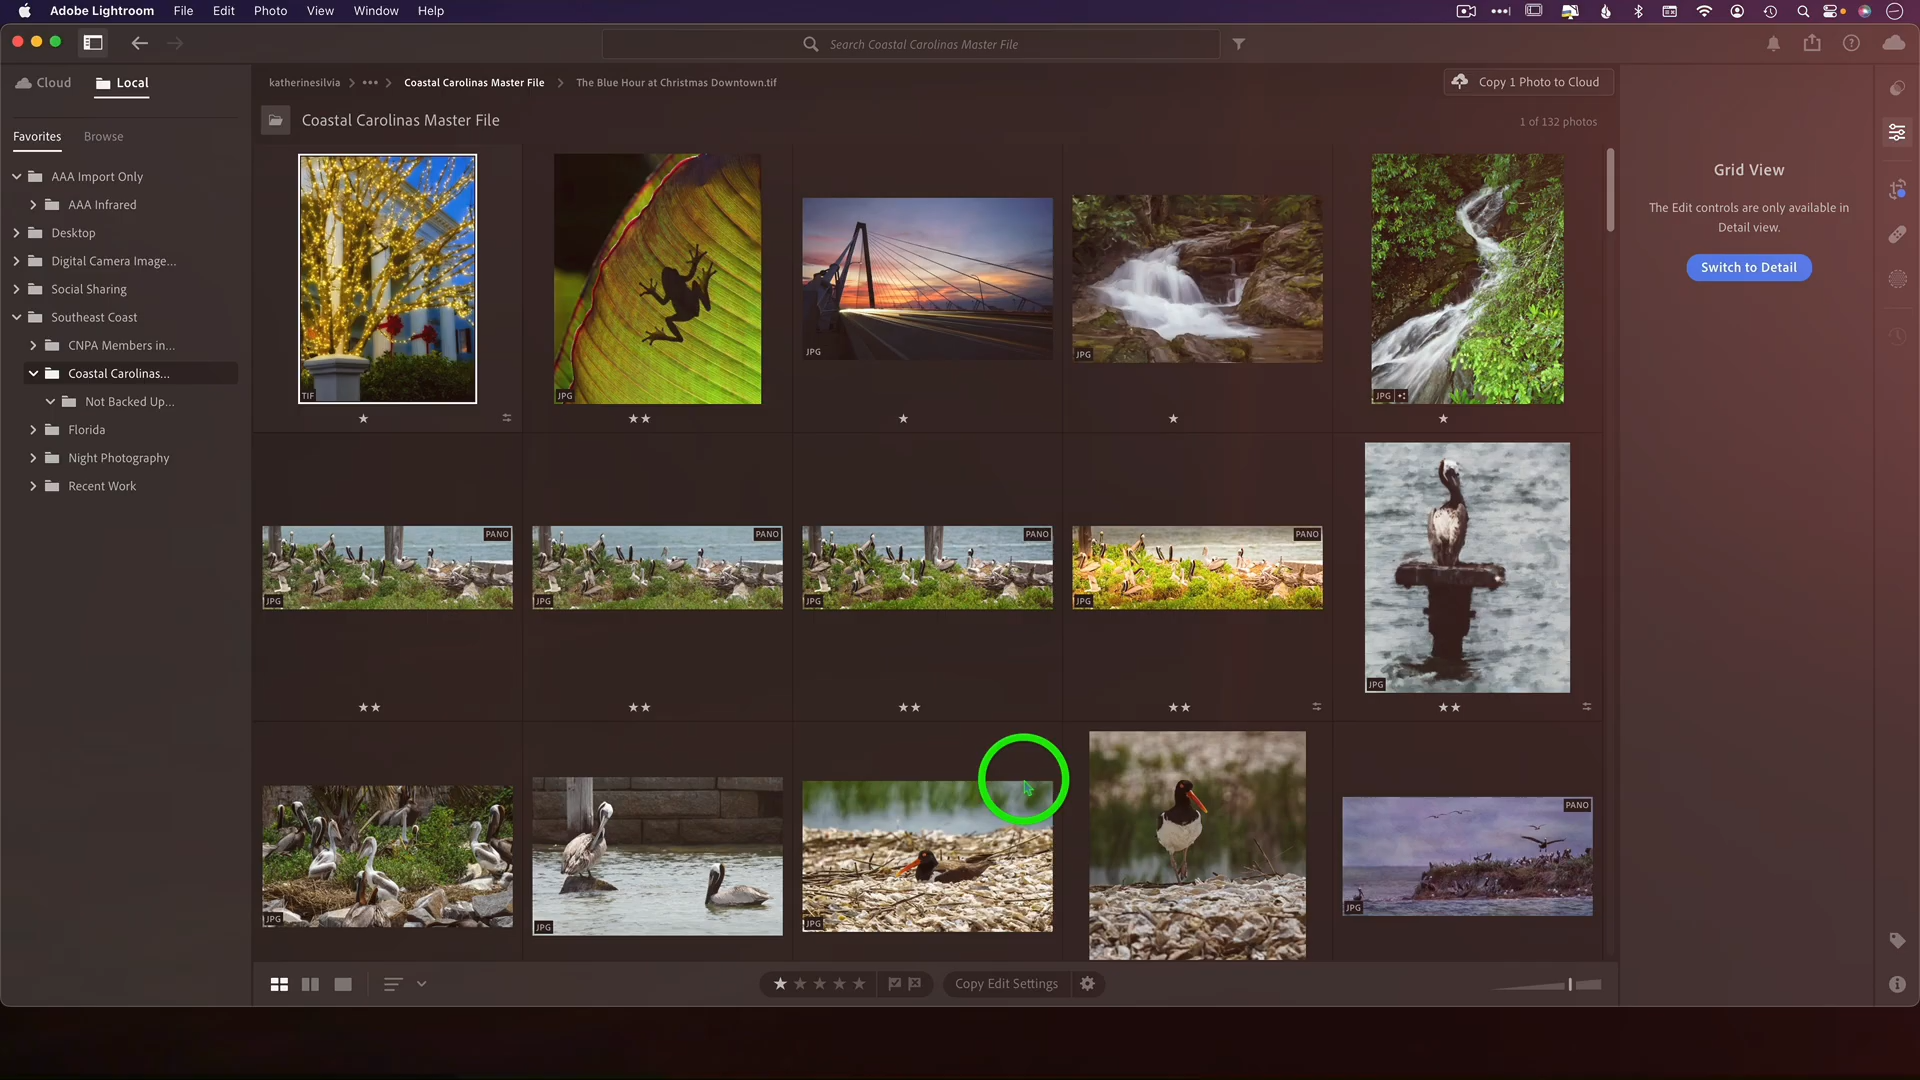 Adobe Lightroom File Edit Photo View Window Help
Search Coastal Carolinas Master File
Cloud Local
katherinesilvia Coastal Carolinas Master File The Blue Hour at Christmas Downtown.tif
Copy 1 Photo to Cloud
Coastal Carolinas Master File
1 of 132 photos
Favorites Browse
AAA Import Only
AAA Infrared
Desktop
Digital Camera Image...
Social Sharing
Southeast Coast
CNPA Members in...
Coastal Carolinas...
Not Backed Up...
Florida
Night Photography
Recent Work
Grid View
The Edit controls are only available in
Detail view.
Switch to Detail
TIF
JPG
JPG
JPG
JPG
PANO
JPG
PANO
JPG
PANO
JPG
PANO
JPG
JPG
JPG
JPG
JPG
PANO
JPG
Copy Edit Settings